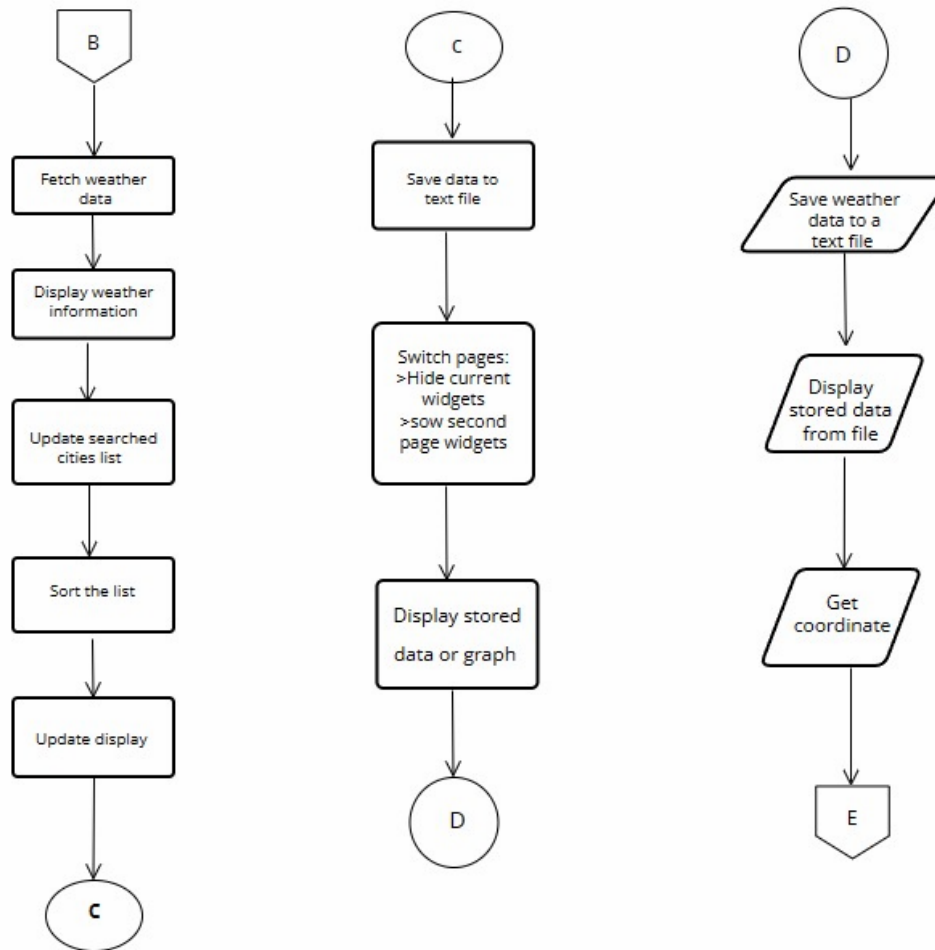 B
Fetch weather
data
Display weather
information
Update searched
cities list
Sort the list
Update display
C
C
Save data to
text file
Switch pages:
>Hide current
widgets
>sow second
page widgets
Display stored
data or graph
D
D
Save weather
data to a
text file
Display
stored data
from file
Get
coordinate
E